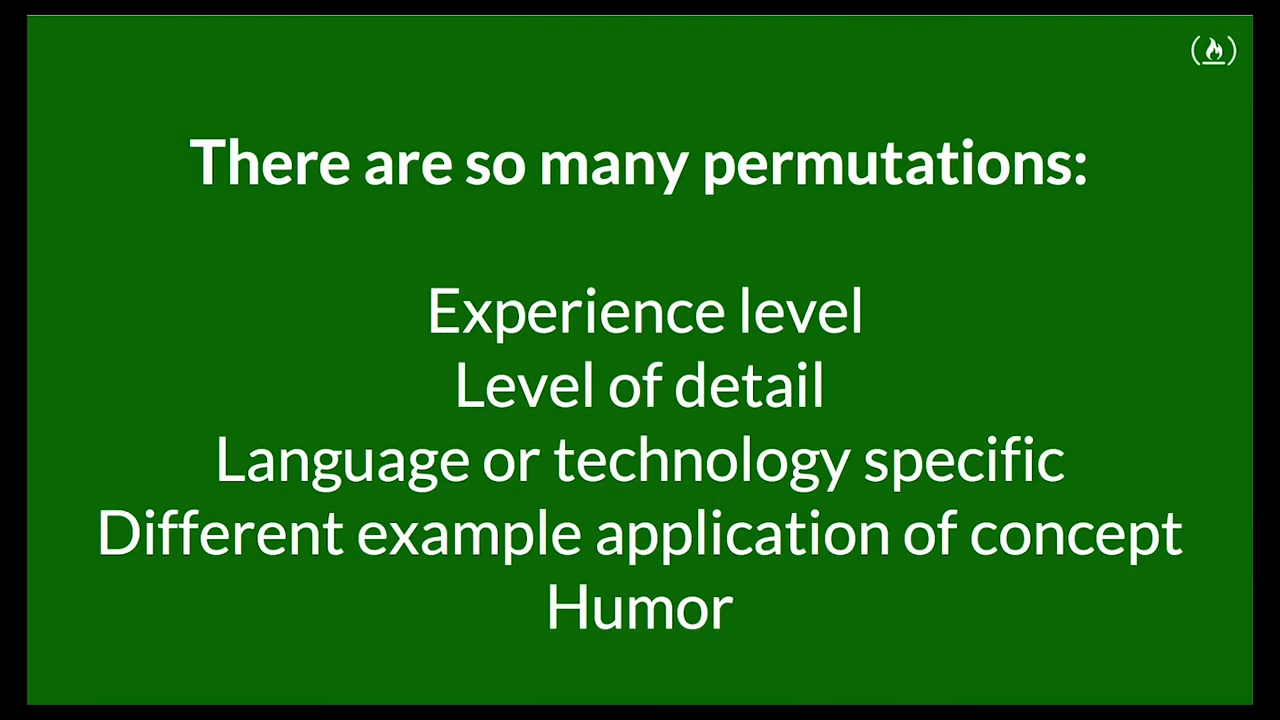 There are so many permutations:
Experience level
Level of detail
Language or technology specific
Different example application of concept
Humor